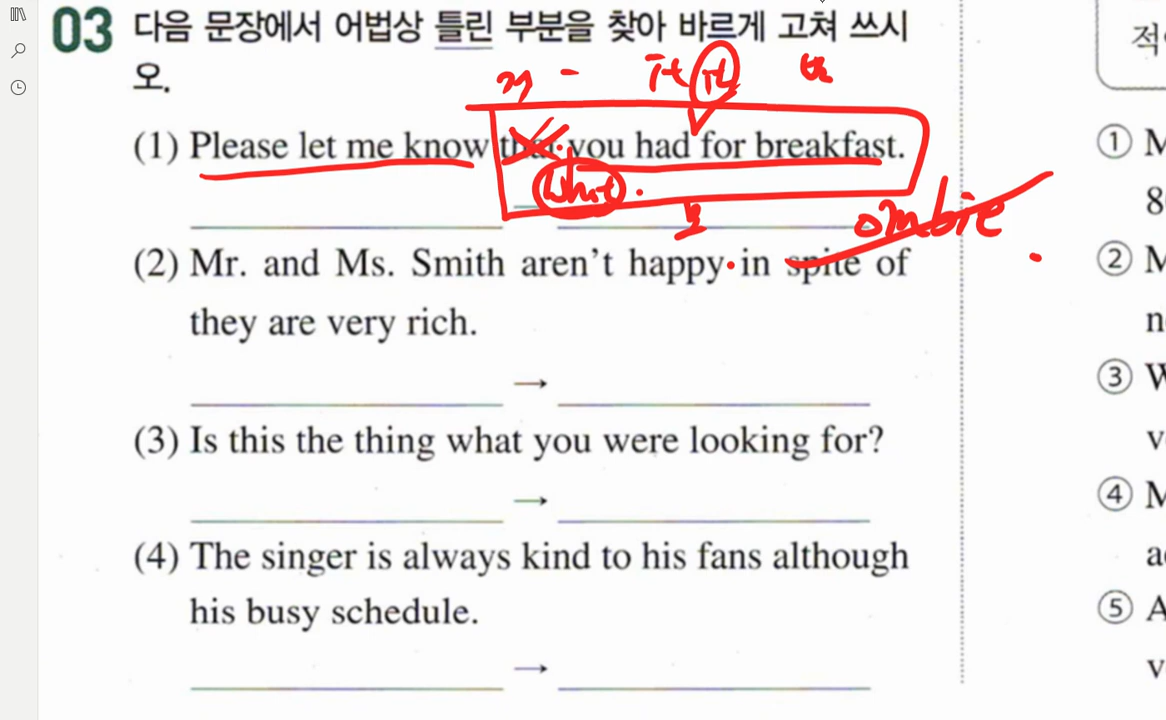 03 다음 문장에서 어법상 틀린 부분을 찾아 바르게 고쳐 쓰시
오.
(1) Please let me know that you had for breakfast.
what
(2) Mr. and Ms. Smith aren't happy in spite of
they are very rich.
→
(3) Is this the thing what you were looking for?
→
(4) The singer is always kind to his fans although
his busy schedule.
→
①
8
②
n
③ W
v
④
a
⑤ A
v